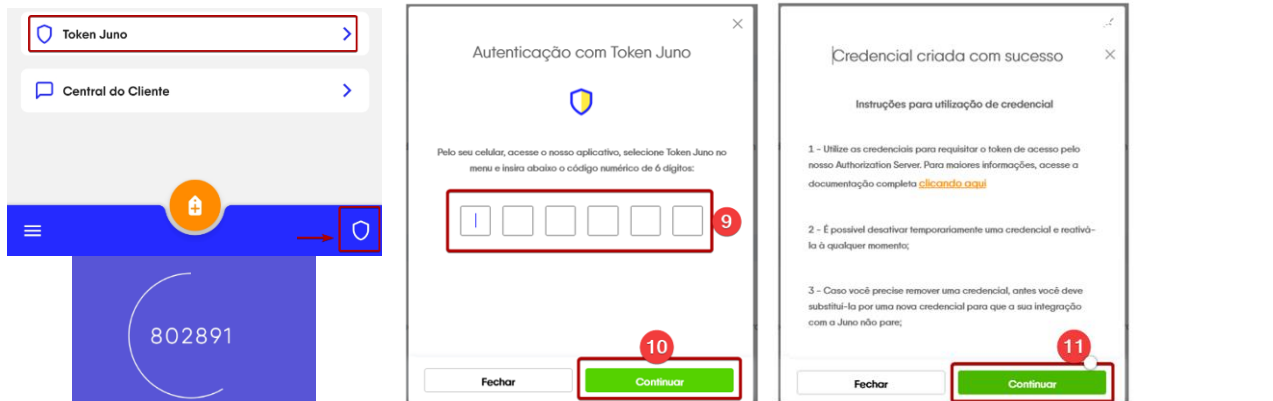 Token Juno
Central do Cliente
802891
Autenticação com Token Juno
Pelo seu celular, acesse o nosso aplicativo, selecione Token Juno no
menu e insira abaixo o código numérico de 6 dígitos:
9
10
Fechar
Continuar
Credencial criada com sucesso
Instruções para utilização de credencial
1 - Utilize as credenciais para requisitar o token de acesso pelo
nosso Authorization Server. Para maiores informações, acesse a
documentação completa clicando aqui
2 - É possível desativar temporariamente uma credencial e reativá-
la à qualquer momento;
3 - Caso você precise remover uma credencial, antes você deve
substituí-la por uma nova credencial para que a sua integração
com a Juno não pare;
11
Fechar
Continuar